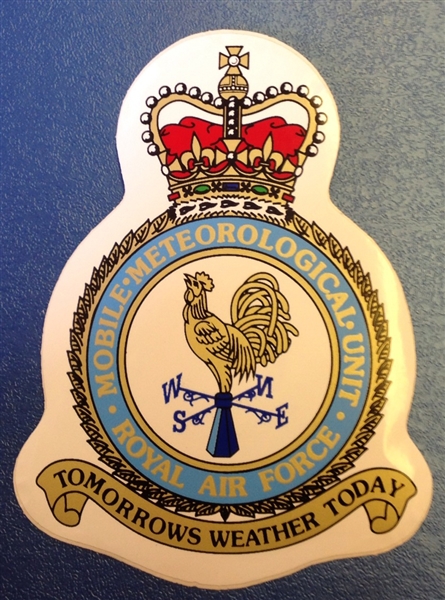 MOBILE·METEOROLOGICAL·UNIT
· ROYAL AIR FORCE ·
W N
S E
TOMORROWS WEATHER TODAY